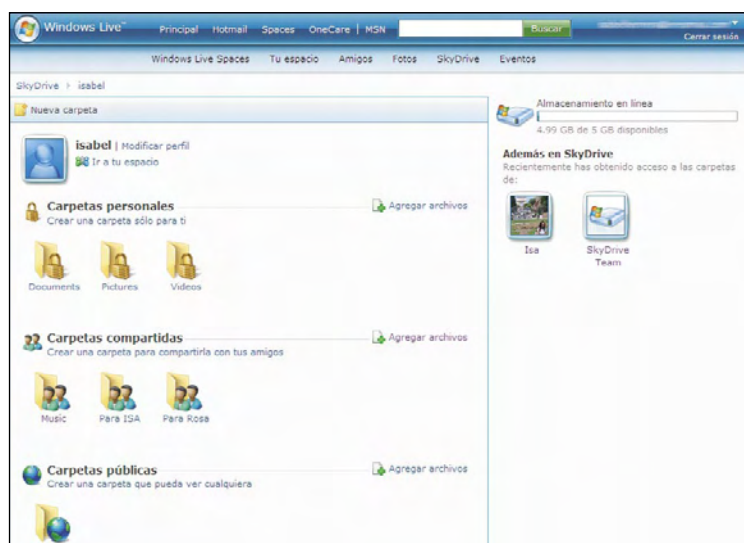 Windows Live™ Principal Hotmail Spaces OneCare | MSN Buscar
Cerrar sesión
Windows Live Spaces Tu espacio Amigos Fotos SkyDrive Eventos
SkyDrive > isabel
Nueva carpeta
isabel | Modificar perfil
Ir a tu espacio
Carpetas personales Agregar archivos
Crear una carpeta sólo para ti
Documents Pictures Videos
Carpetas compartidas Agregar archivos
Crear una carpeta para compartirla con tus amigos
Music Para ISA Para Rosa
Carpetas públicas Agregar archivos
Crear una carpeta que pueda ver cualquiera
Almacenamiento en línea
4.99 GB de 5 GB disponibles
Además en SkyDrive
Recientemente has obtenido acceso a las carpetas
de:
Isa SkyDrive
Team